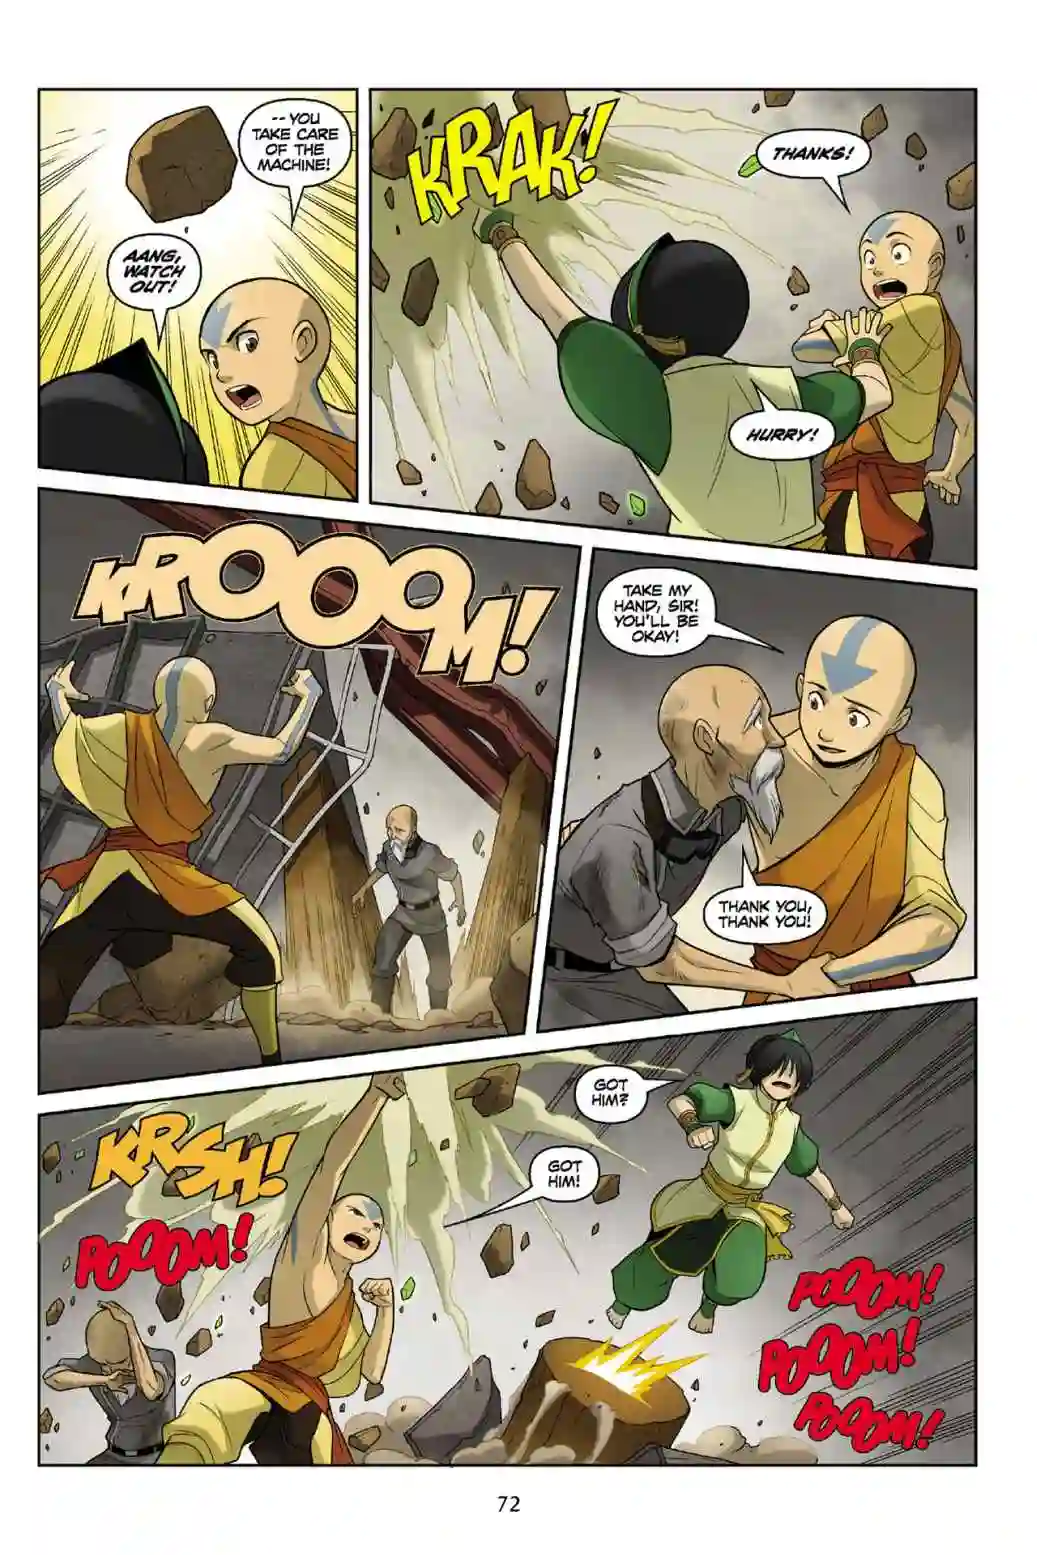 -- YOU
TAKE CARE
OF THE
MACHINE!
AANG,
WATCH
OUT!
KRAK!
THANKS!
HURRY!
KROOOM!
TAKE MY
HAND, SIR!
YOU'LL BE
OKAY!
THANK YOU,
THANK YOU!
GOT
HIM?
GOT
HIM!
KRSH!
POOOM!
POOOM!
POOOM!
POOOM!
72